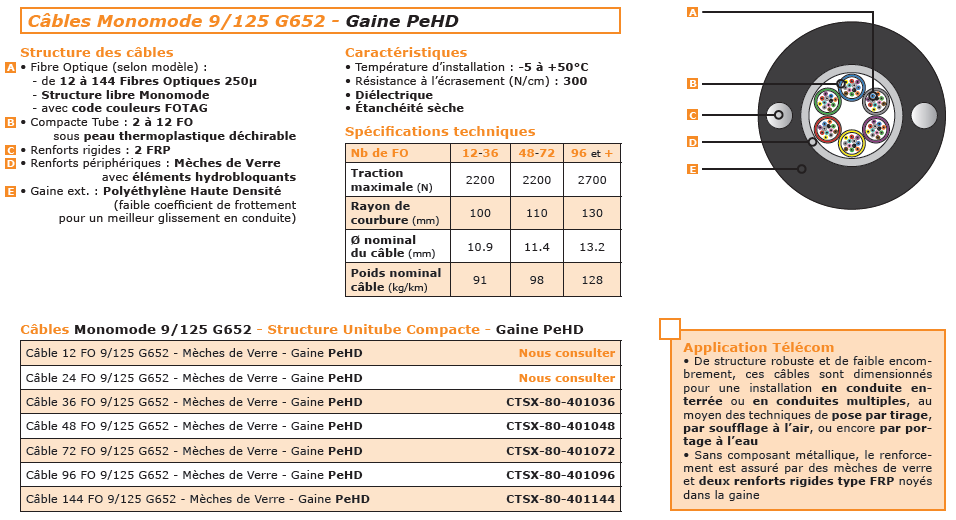 Câbles Monomode 9/125 G652 - Gaine PeHD
Structure des câbles
A • Fibre Optique (selon modèle) :
- de 12 à 144 Fibres Optiques 250µ
- Structure libre Monomode
- avec code couleurs FOTAG
B • Compacte Tube : 2 à 12 FO
sous peau thermoplastique déchirable
C • Renforts rigides : 2 FRP
D • Renforts périphériques : Mèches de Verre
avec éléments hydrobloquants
E • Gaine ext. : Polyéthylène Haute Densité
(faible coefficient de frottement
pour un meilleur glissement en conduite)
Caractéristiques
• Température d'installation : -5 à +50°C
• Résistance à l'écrasement (N/cm) : 300
• Diélectrique
• Étanchéité sèche
Spécifications techniques
Nb de FO 12-36 48-72 96 et +
Traction
maximale (N) 2200 2200 2700
Rayon de
courbure (mm) 100 110 130
Ø nominal
du câble (mm) 10.9 11.4 13.2
Poids nominal
câble (kg/km) 91 98 128
A
B
C
D
E
Câbles Monomode 9/125 G652 - Structure Unitube Compacte - Gaine PeHD
Câble 12 FO 9/125 G652 - Mèches de Verre - Gaine PeHD Nous consulter
Câble 24 FO 9/125 G652 - Mèches de Verre - Gaine PeHD Nous consulter
Câble 36 FO 9/125 G652 - Mèches de Verre - Gaine PeHD CTSX-80-401036
Câble 48 FO 9/125 G652 - Mèches de Verre - Gaine PeHD CTSX-80-401048
Câble 72 FO 9/125 G652 - Mèches de Verre - Gaine PeHD CTSX-80-401072
Câble 96 FO 9/125 G652 - Mèches de Verre - Gaine PeHD CTSX-80-401096
Câble 144 FO 9/125 G652 - Mèches de Verre - Gaine PeHD CTSX-80-401144
Application Télécom
• De structure robuste et de faible encom-
brement, ces câbles sont dimensionnés
pour une installation en conduite en-
terrée ou en conduites multiples, au
moyen des techniques de pose par tirage,
par soufflage à l'air, ou encore par por-
tage à l'eau
• Sans composant métallique, le renforce-
ment est assuré par des mèches de verre
et deux renforts rigides type FRP noyés
dans la gaine